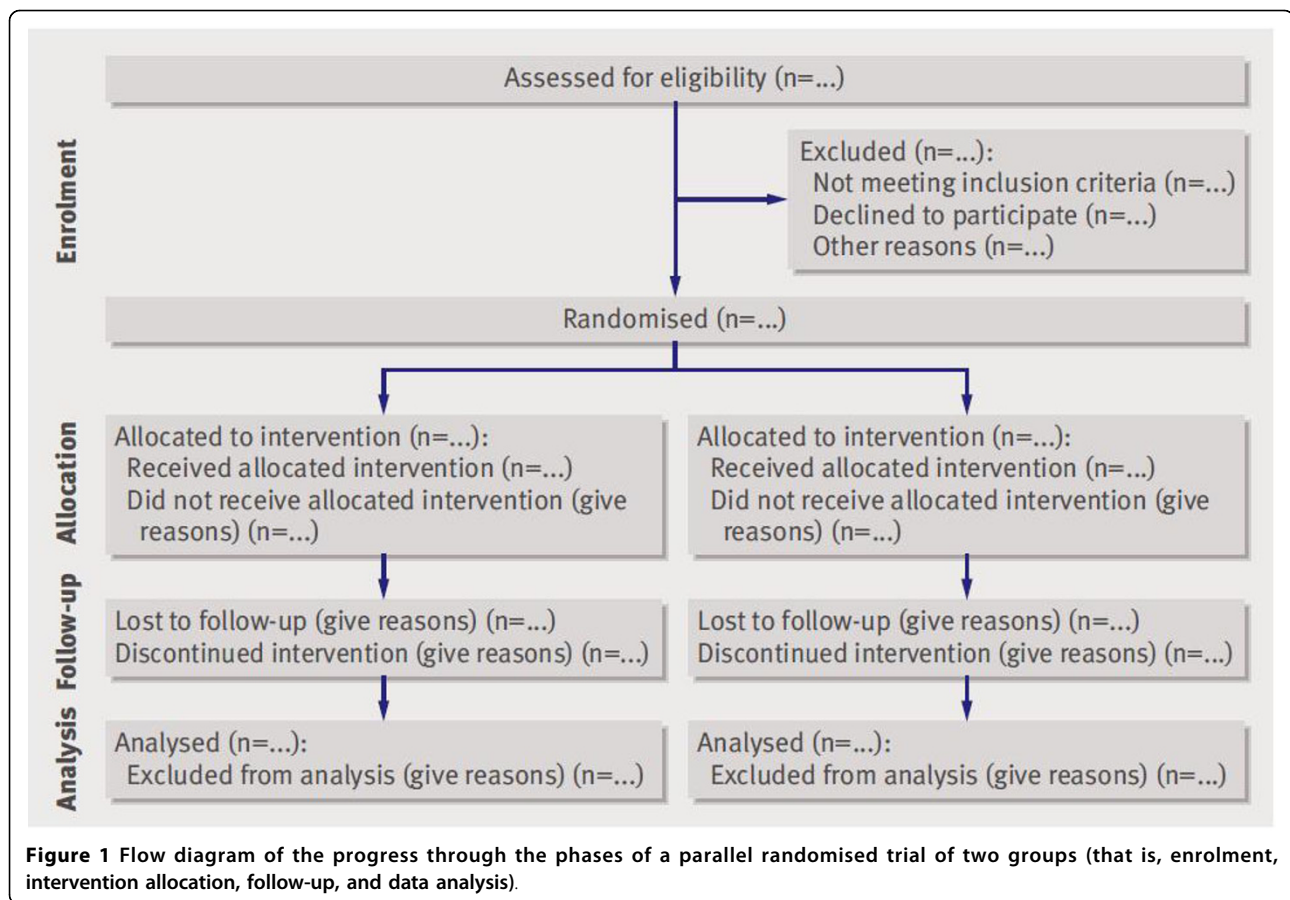 Assessed for eligibility (n=...)
Enrolment
Excluded (n=...):
Not meeting inclusion criteria (n=...)
Declined to participate (n=...)
Other reasons (n=...)
Randomised (n=...)
Allocation
Allocated to intervention (n=...):
Received allocated intervention (n=...)
Did not receive allocated intervention (give
reasons) (n=...)
Allocated to intervention (n=...):
Received allocated intervention (n=...)
Did not receive allocated intervention (give
reasons) (n=...)
Follow-up
Lost to follow-up (give reasons) (n=...)
Discontinued intervention (give reasons) (n=...)
Lost to follow-up (give reasons) (n=...)
Discontinued intervention (give reasons) (n=...)
Analysis
Analysed (n=...):
Excluded from analysis (give reasons) (n=...)
Analysed (n=...):
Excluded from analysis (give reasons) (n=...)
Figure 1 Flow diagram of the progress through the phases of a parallel randomised trial of two groups (that is, enrolment,
intervention allocation, follow-up, and data analysis).